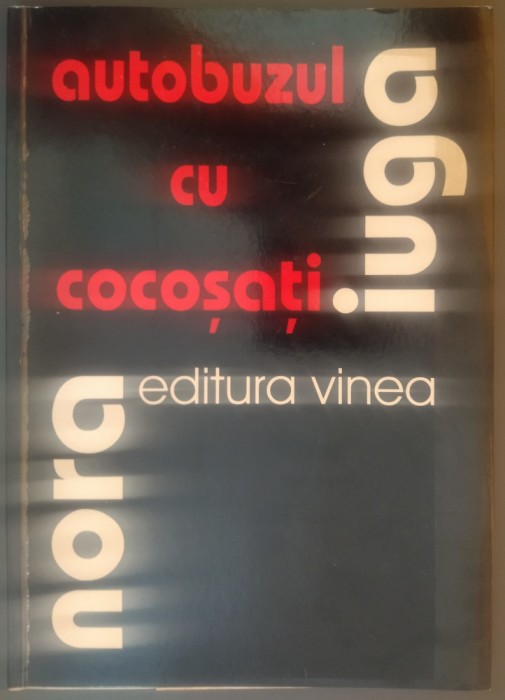 autobuzul
cu
cocoșați
iuga
editura vinea
nora